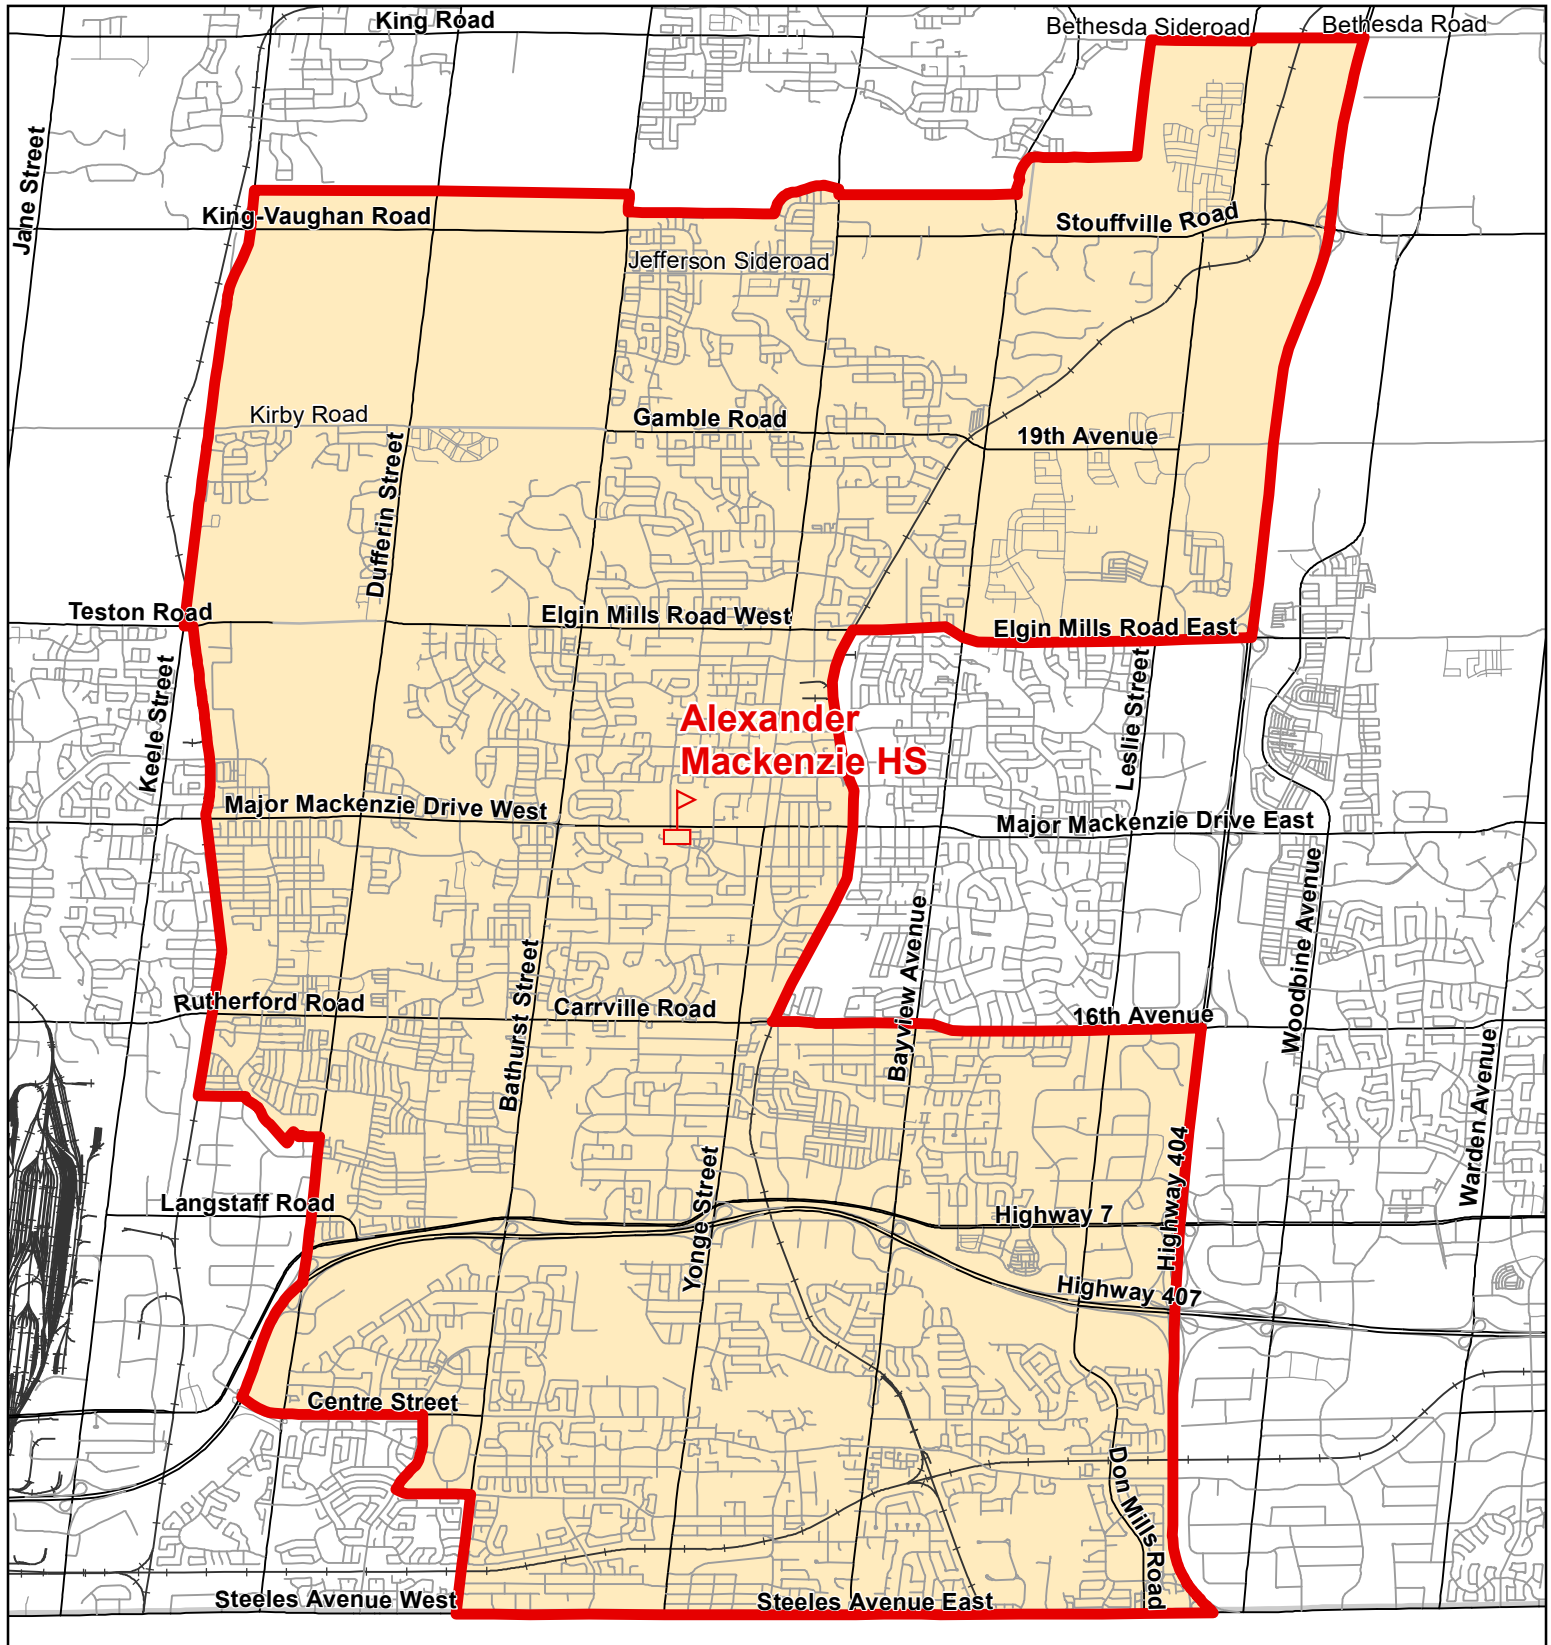 King Road
Bethesda Sideroad
Bethesda Road
Jane Street
King-Vaughan Road
Stouffville Road
Jefferson Sideroad
Kirby Road
Gamble Road
19th Avenue
Dufferin Street
Teston Road
Elgin Mills Road West
Elgin Mills Road East
Keele Street
Leslie Street
Alexander
Mackenzie HS
Major Mackenzie Drive West
Major Mackenzie Drive East
Woodbine Avenue
Bayview Avenue
Bathurst Street
Rutherford Road
Carrville Road
16th Avenue
Warden Avenue
Yonge Street
Highway 404
Langstaff Road
Highway 7
Highway 407
Centre Street
Don Mills Road
Steeles Avenue West
Steeles Avenue East